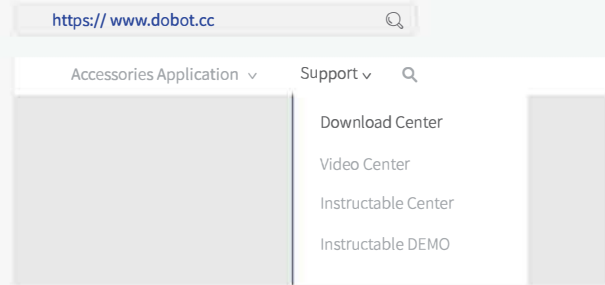 https:// www.dobot.cc
Accessories Application Support
Download Center
Video Center
Instructable Center
Instructable DEMO